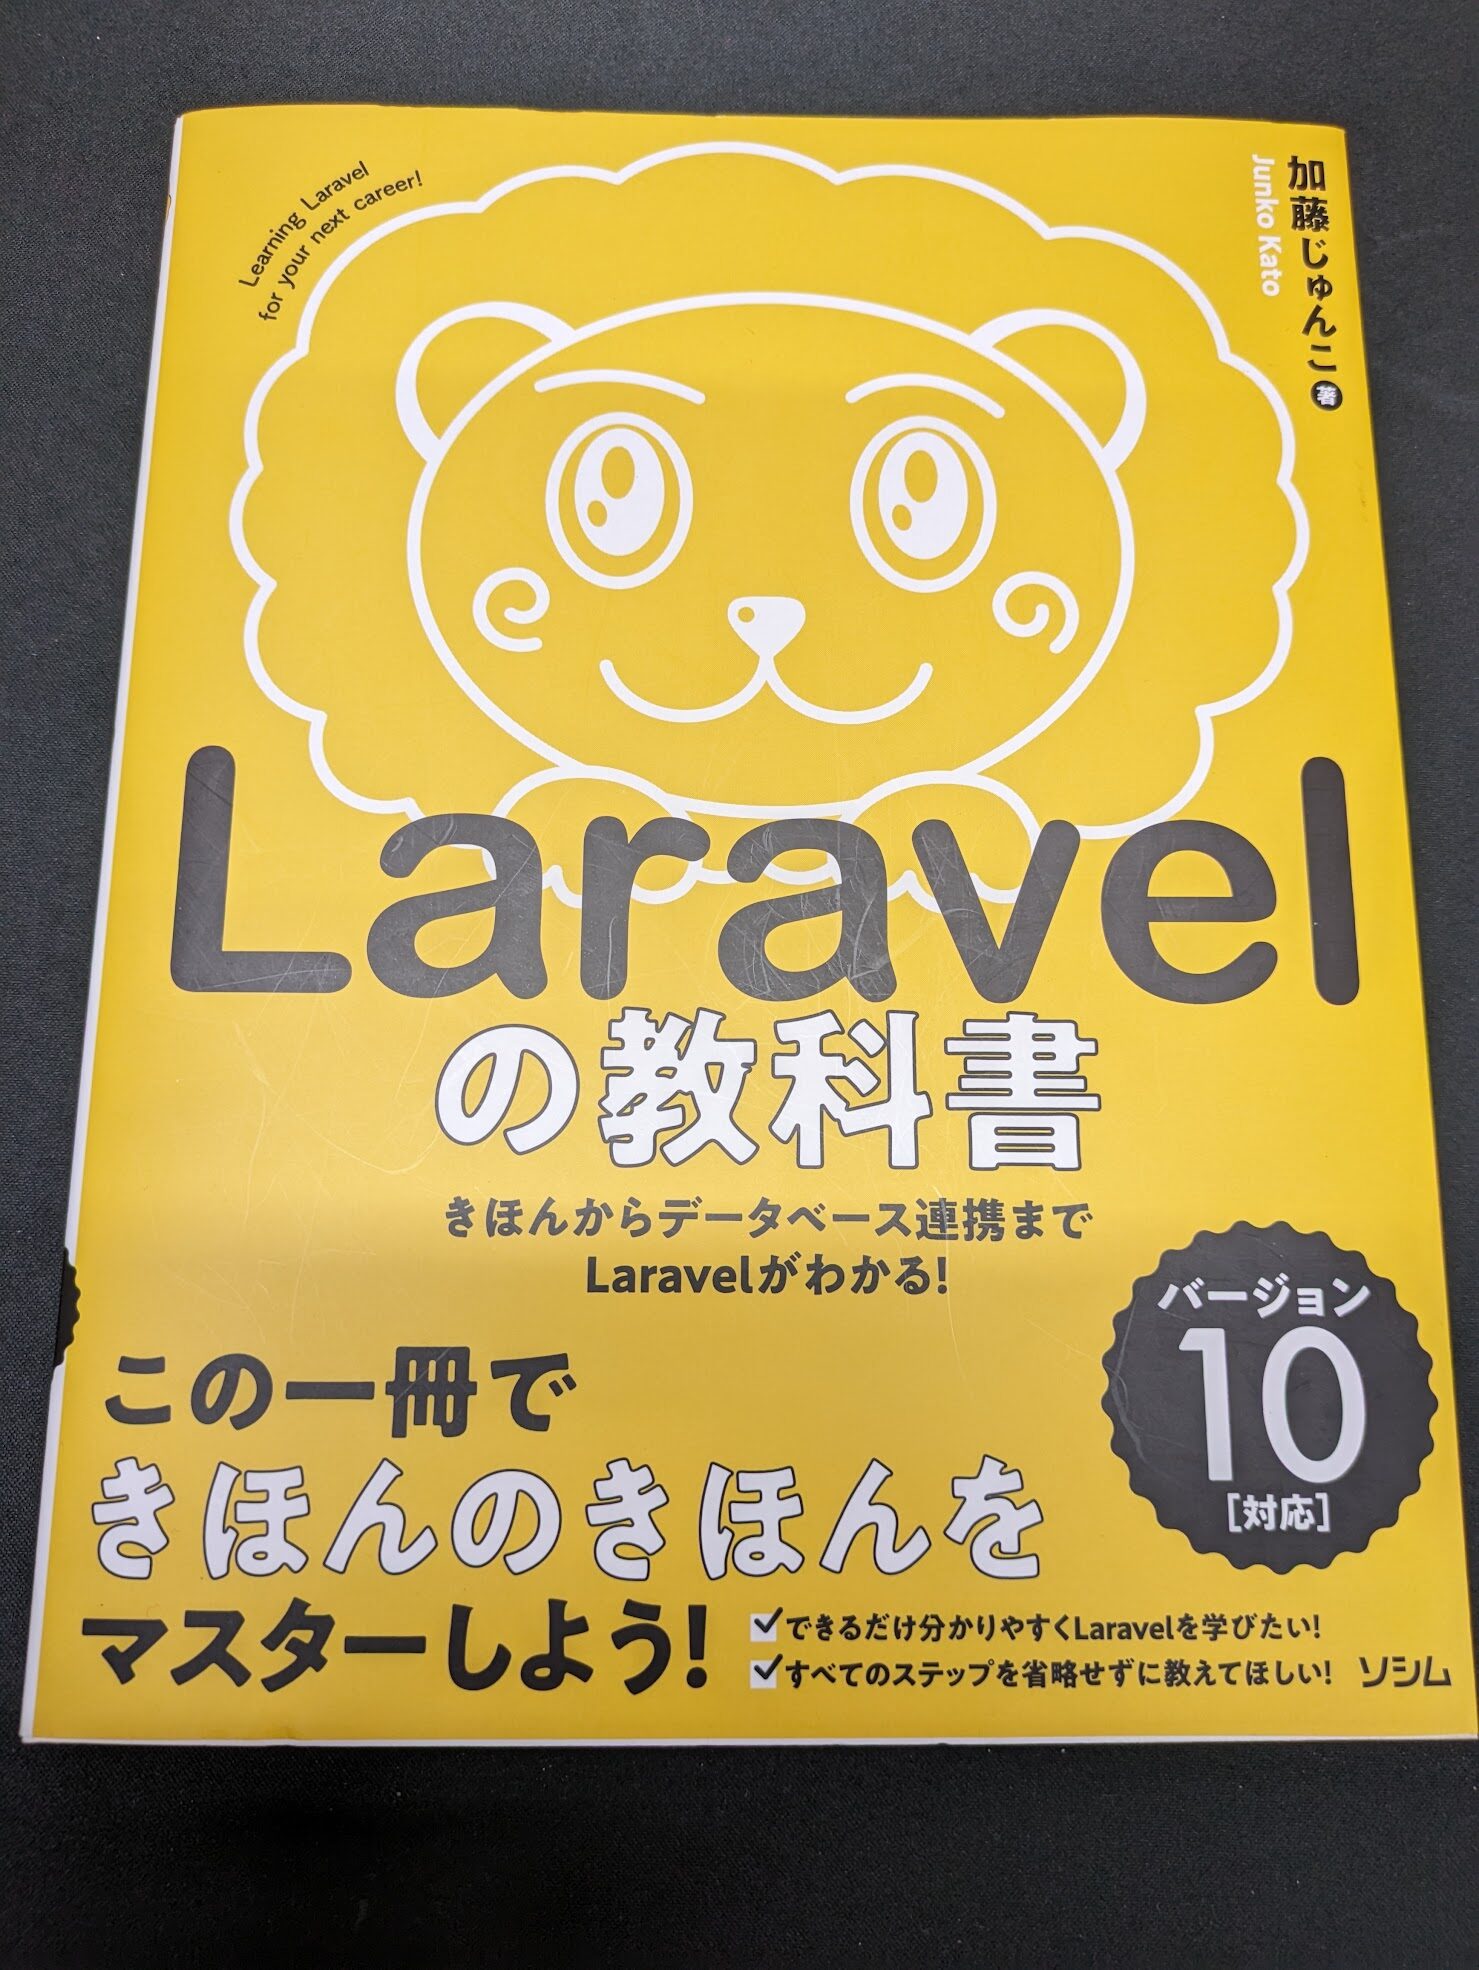 Learning Laravel
for your next career!
加藤じゅんこ 著
Junko Kato
Laravel
の教科書
きほんからデータベース連携まで
Laravelがわかる!
バージョン
10
[対応]
この一冊で
きほんのきほんを
マスターしよう!
できるだけ分かりやすくLaravelを学びたい!
すべてのステップを省略せずに教えてほしい!
ソシム